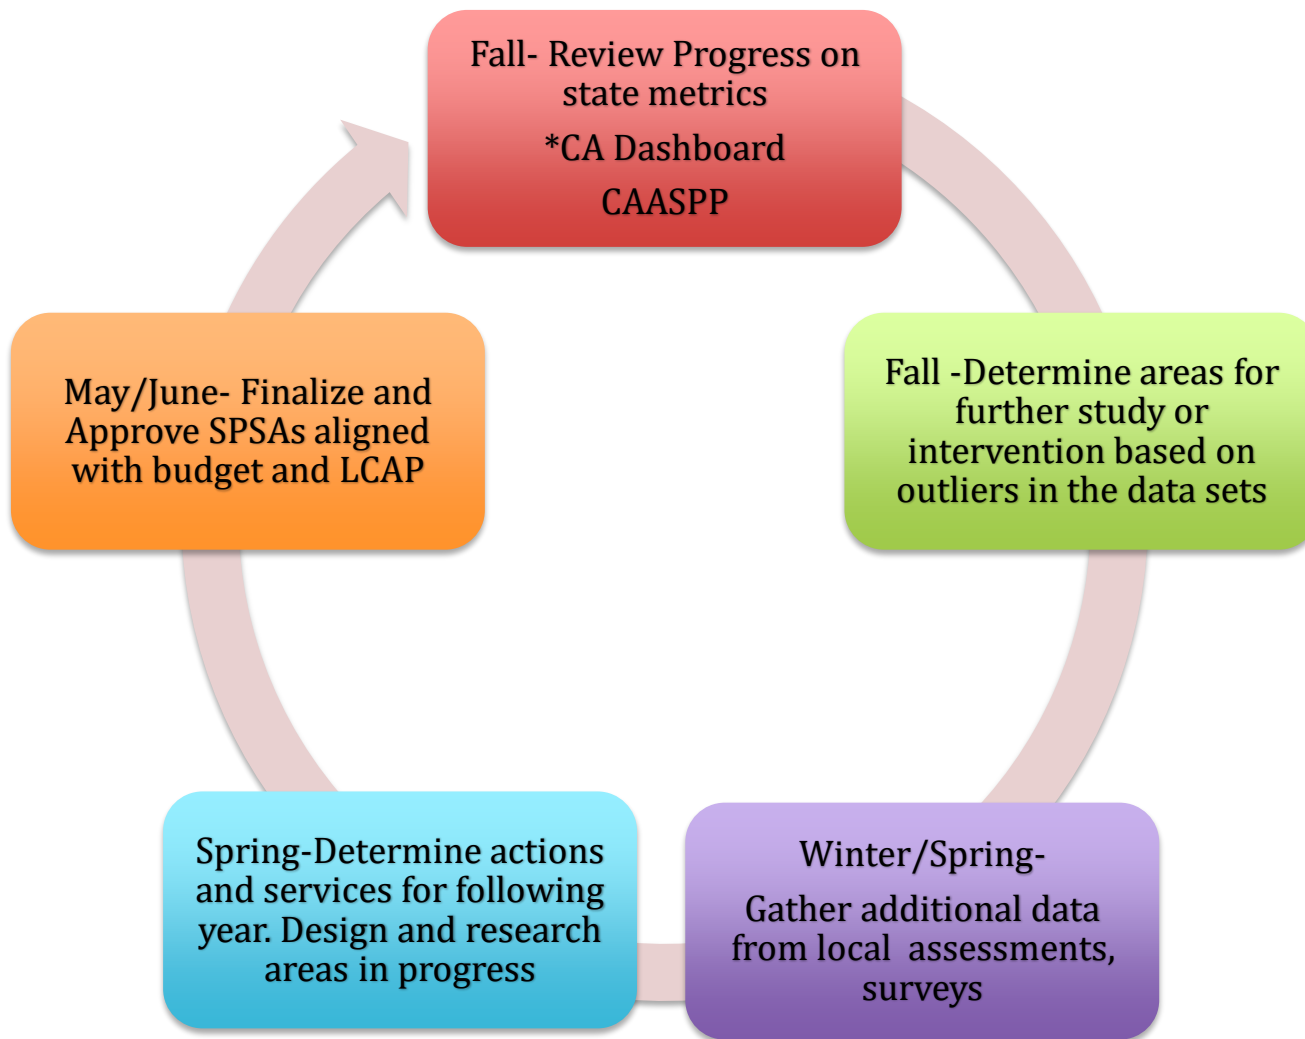 Fall- Review Progress on
state metrics
*CA Dashboard
CAASPP
Fall -Determine areas for
further study or
intervention based on
outliers in the data sets
Winter/Spring-
Gather additional data
from local  assessments,
surveys
Spring-Determine actions
and services for following
year. Design and research
areas in progress
May/June- Finalize and
Approve SPSAs aligned
with budget and LCAP